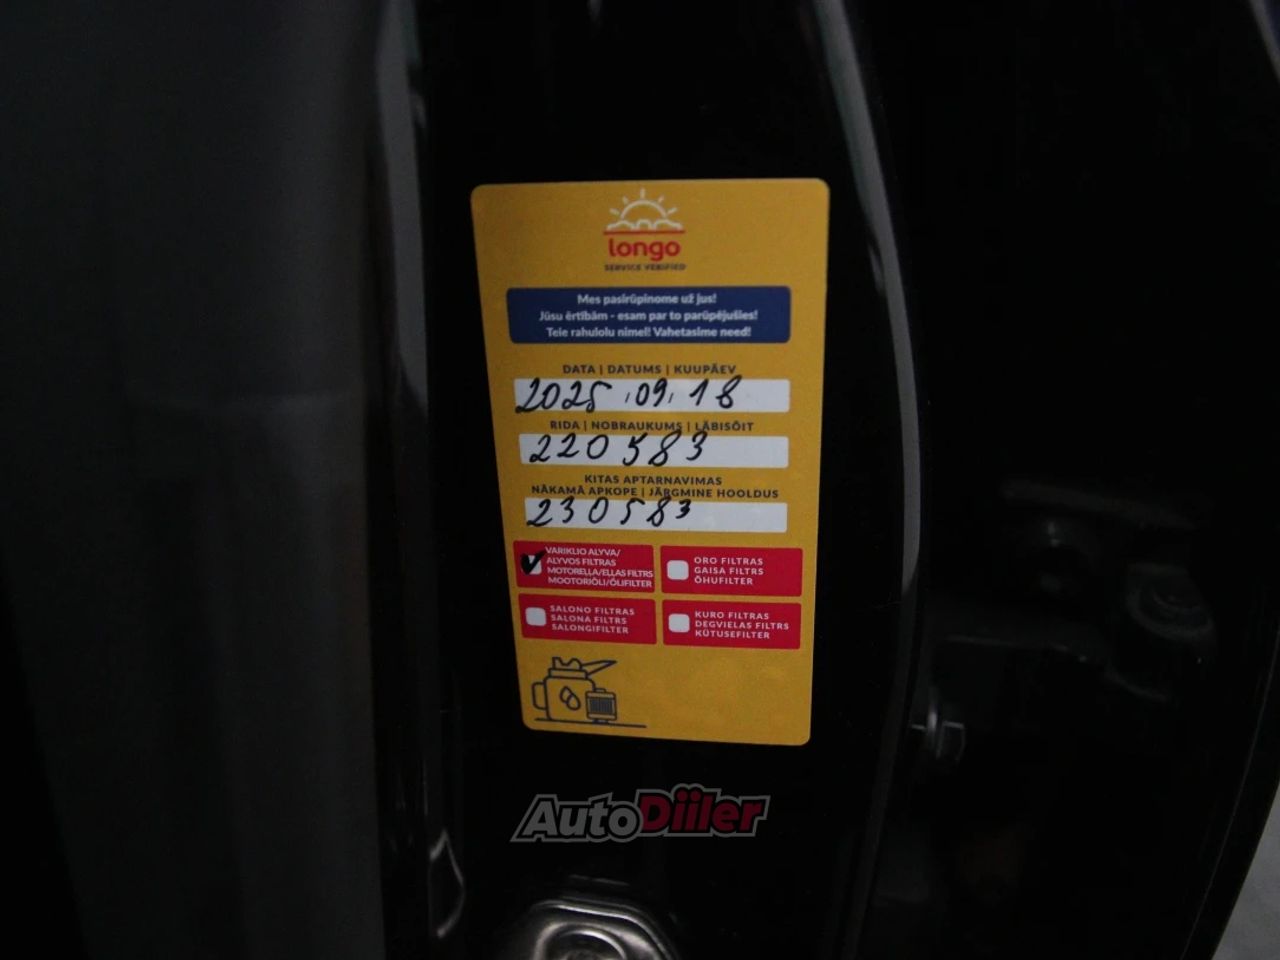 longo
SERVICE VERIFIED
Mes pasirūpinome už jus!
Jūsu ērtībām - esam par to parūpējušies!
Teie rahulolu nimel! Vahetasime need!
DATA | DATUMS | KUUPÄEV
2025.09.18
RIDA | NOBRAUKUMS | LÄBISÕIT
220583
KITAS APTARNAVIMAS
NĀKAMĀ APKOPE | JÄRGMINE HOOLDUS
230583
VARIKLIO ALYVA/
ALYVOS FILTRAS
MOTOREĻĻA/EĻĻAS FILTRS
MOOTORIÕLI/ÕLIFILTER
ORO FILTRAS
GAISA FILTRS
ÕHUFILTER
SALONO FILTRAS
SALONA FILTRS
SALONGIFILTER
KURO FILTRAS
DEGVIELAS FILTRS
KÜTUSEFILTER
AutoDiiler